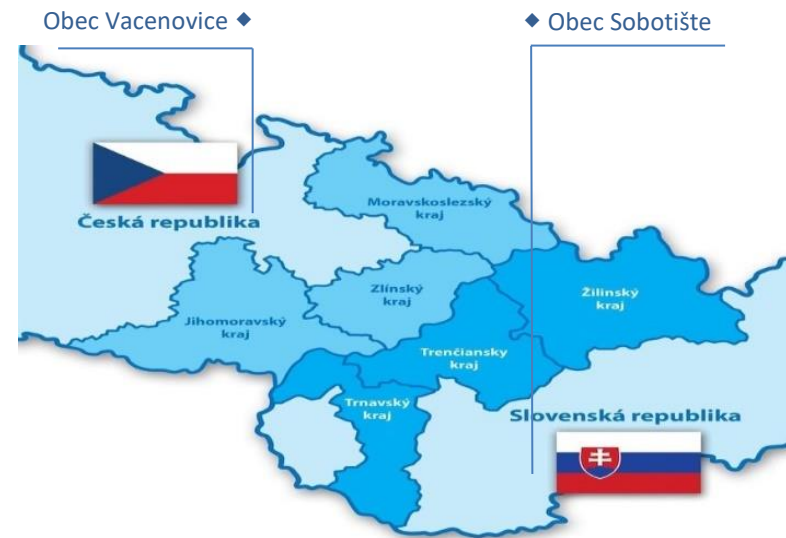 Obec Vacenovice ◆
◆ Obec Sobotište
Moravskoslezský
kraj
Česká republika
Zlínský
kraj
Žilinský
kraj
Jihomoravský
kraj
Trenčiansky
kraj
Trnavský
kraj
Slovenská republika